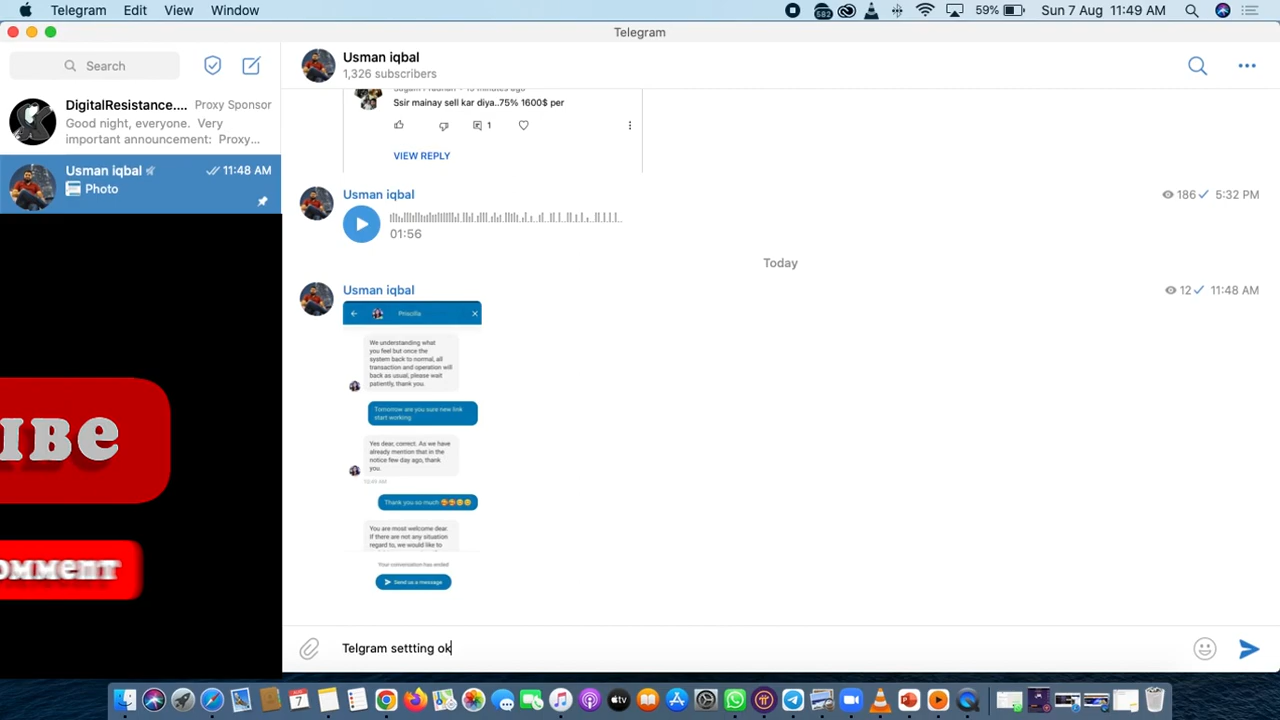 Telegram Edit View Window 582 59% Sun 7 Aug 11:49 AM
Telegram
Search
Usman iqbal
1,326 subscribers
DigitalResistance.... Proxy Sponsor
Good night, everyone. Very
important announcement: Proxy...
Usman iqbal 11:48 AM
Photo
Ssir mainay sell kar diya..75% 1600$ per
1
VIEW REPLY
Usman iqbal 186 5:32 PM
01:56
Today
Usman iqbal 12 11:48 AM
Priscilla
We understanding what
you feel but once the
system back to normal, all
transaction and operation will
back as usual, please wait
patiently, thank you.
Tomorrow are you sure new link
start working
Yes dear, correct. As we have
already mention that in the
notice few day ago, thank
you.
10:49 AM
Thank you so much 🥰🥰😊😊
You are most welcome dear.
If there are not any situation
regard to, we would like to
Your conversation has ended
Send us a message
IBE
omment
Telgram settting ok
AUG
7
tv